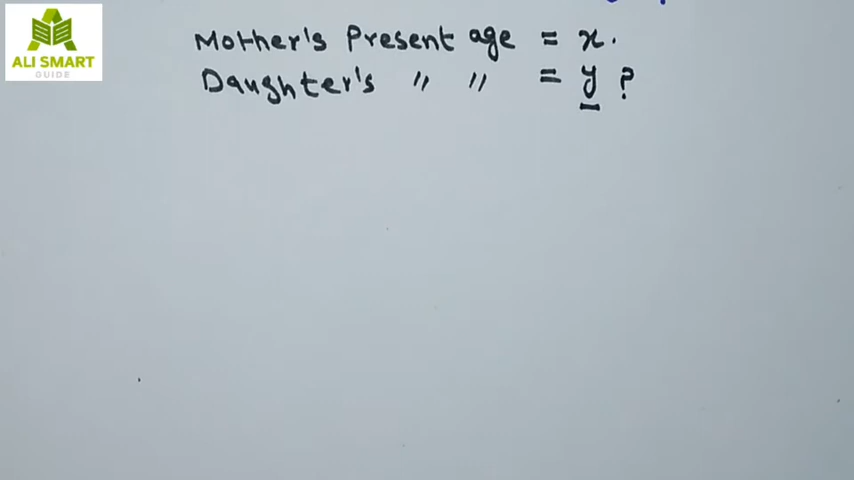 ALI SMART
GUIDE
Mother's Present age = x.
Daughter's " " = y ?